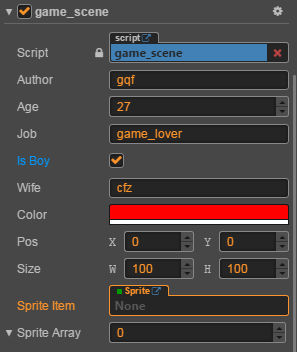 game_scene
script
Script game_scene
Author gqf
Age 27
Job game_lover
Is Boy
Wife cfz
Color
Pos X 0 Y 0
Size W 100 H 100
Sprite
Sprite Item None
Sprite Array 0